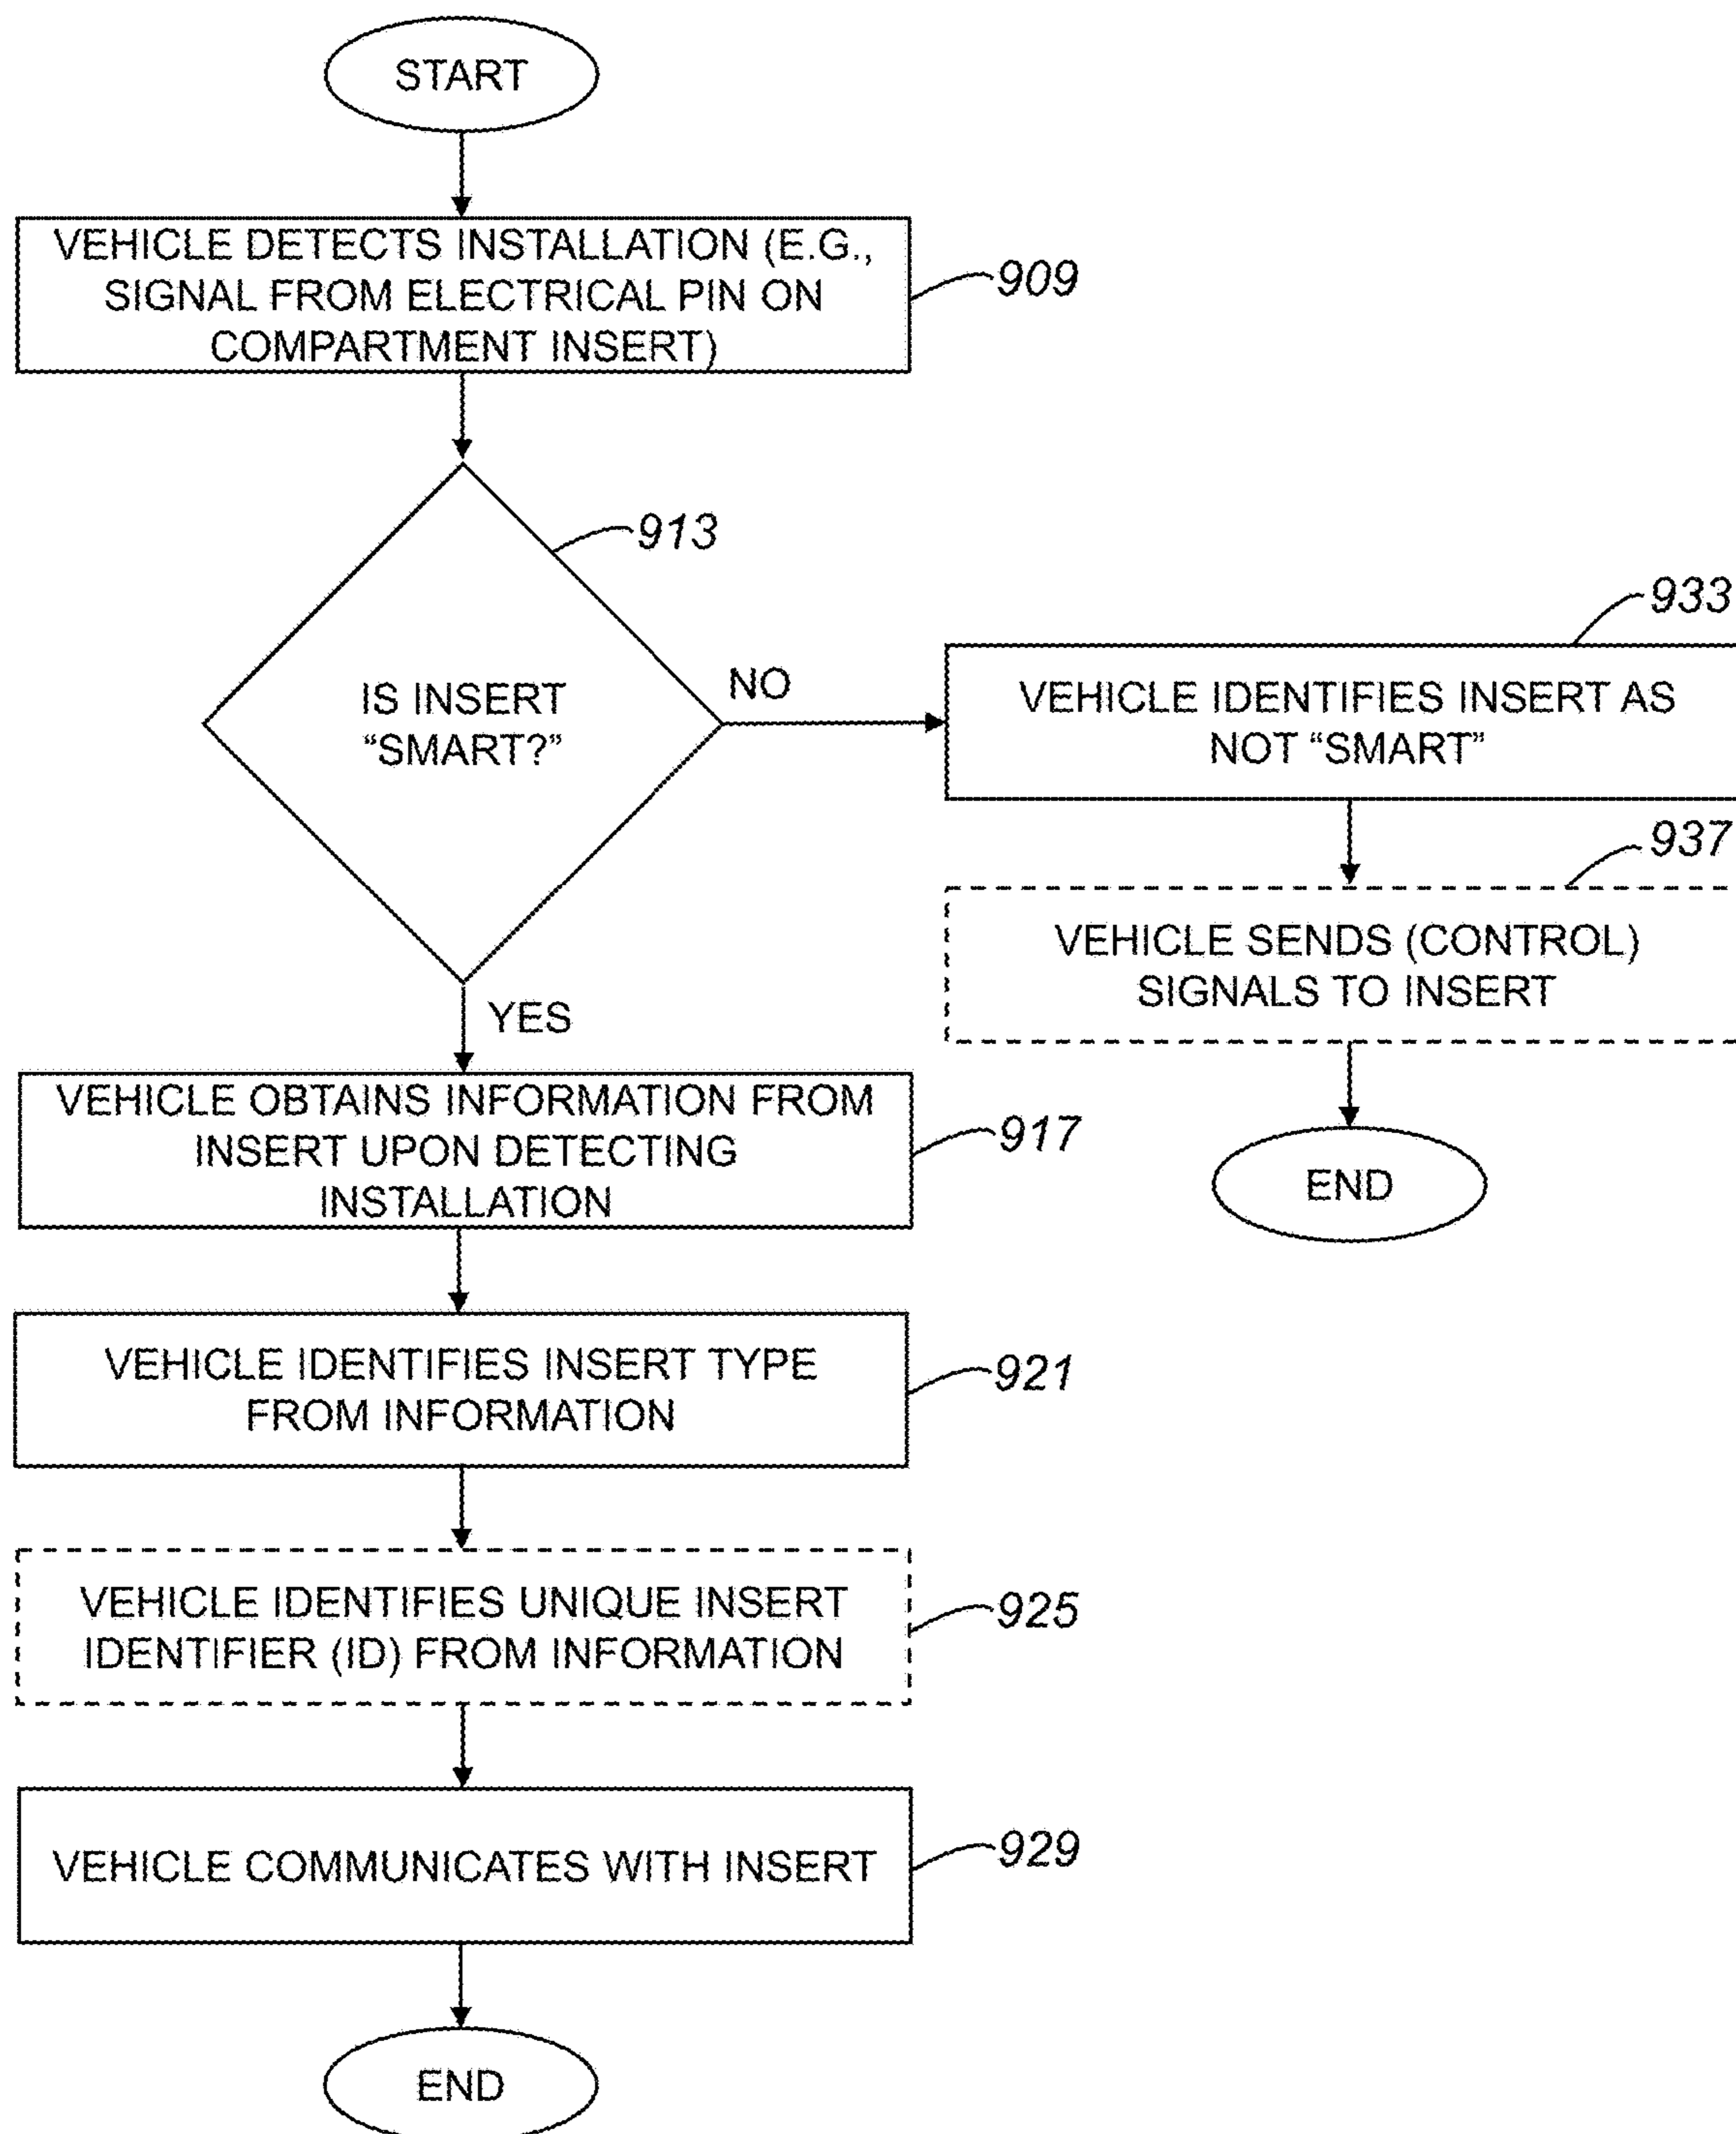 START
VEHICLE DETECTS INSTALLATION (E.G.,
SIGNAL FROM ELECTRICAL PIN ON
COMPARTMENT INSERT)
909
913
IS INSERT
“SMART?”
NO
933
VEHICLE IDENTIFIES INSERT AS
NOT “SMART”
937
VEHICLE SENDS (CONTROL)
SIGNALS TO INSERT
END
YES
VEHICLE OBTAINS INFORMATION FROM
INSERT UPON DETECTING
INSTALLATION
917
VEHICLE IDENTIFIES INSERT TYPE
FROM INFORMATION
921
VEHICLE IDENTIFIES UNIQUE INSERT
IDENTIFIER (ID) FROM INFORMATION
925
VEHICLE COMMUNICATES WITH INSERT
929
END